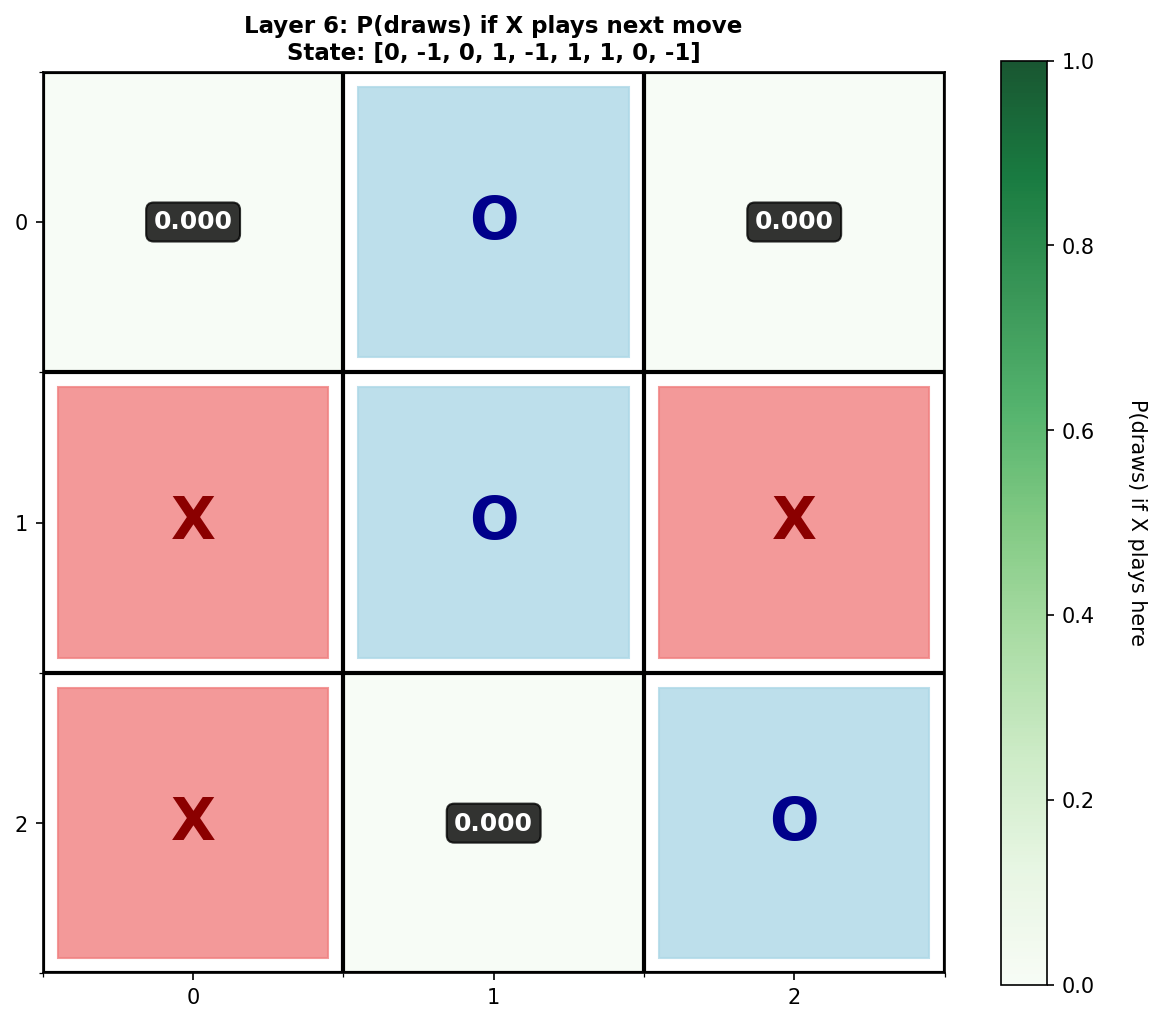 Layer 6: P(draws) if X plays next move
State: [0, -1, 0, 1, -1, 1, 1, 0, -1]
0.000
O
0.000
X
O
X
X
0.000
O
0
1
2
0
1
2
1.0
0.8
0.6
0.4
0.2
0.0
P(draws) if X plays here